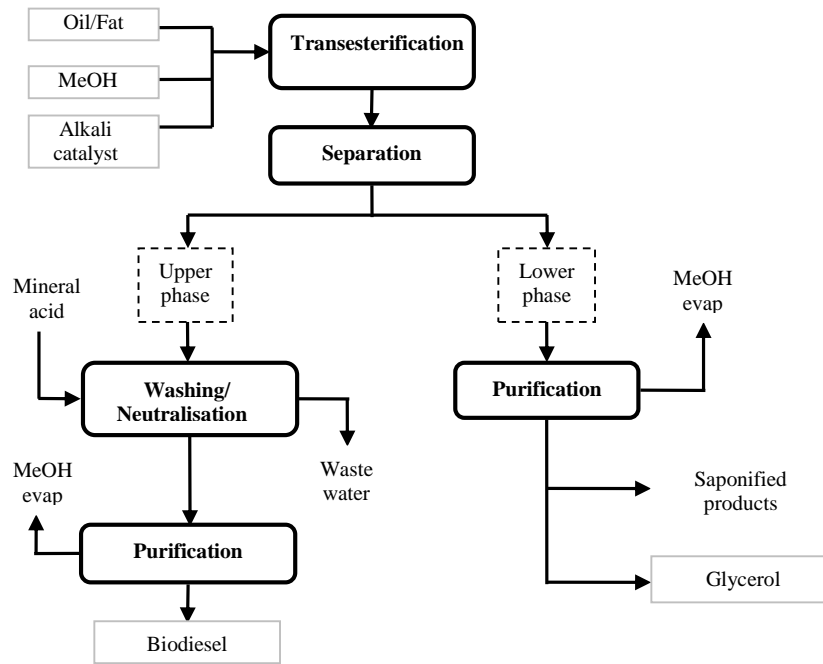 Oil/Fat
MeOH
Alkali
catalyst
Transesterification
Separation
Upper
phase
Lower
phase
Mineral
acid
MeOH
evap
Washing/
Neutralisation
Purification
Waste
water
MeOH
evap
Purification
Saponified
products
Glycerol
Biodiesel